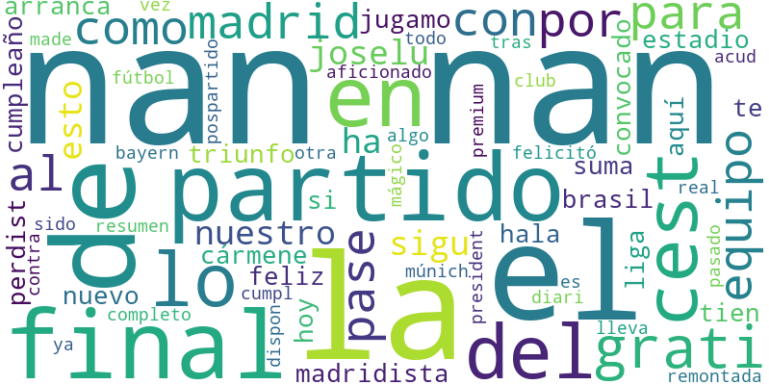 arranca
vez
made
como
madrid
jugamo
con
por
para
cumpleaño
nan nan
fútbol
pospartido
joselu
todo
aficionado
tras
club
premium
convocado
estadio
acud
esto
en
ha
algo
aquí
te
bayern
triunfo
otra
mágico
felicitó
suma
al
de
partido
si
brasil
real
cest
equipo
perdist
contra
sido
resumen
nuestro
cármene
sigu
hala
el
liga
pasado
lo
feliz
pase
múnich
president
es
diari
nuevo
cumpl
la
tien
completo
hoy
dispon
final
ya
del
lleva
grati
madridista
remontada